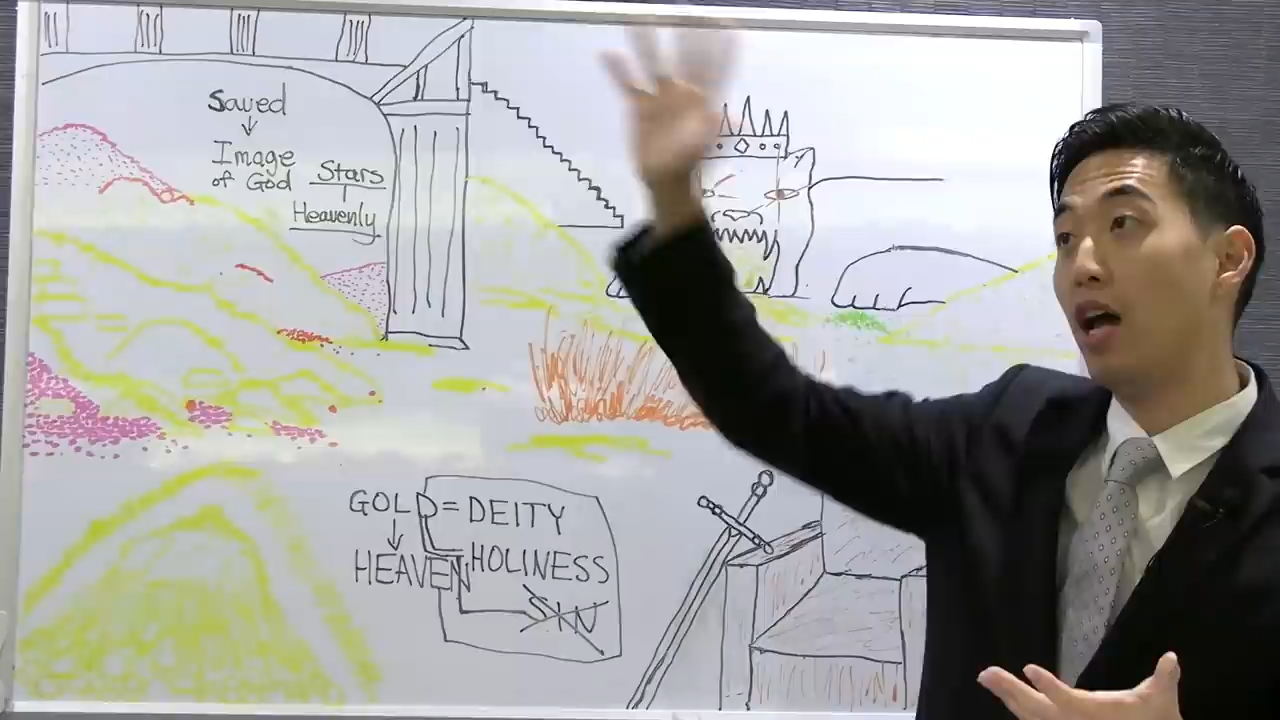 Saved
Image
of God
Stars
Heavenly
GOLD = DEITY
HEAVEN HOLINESS
SIN